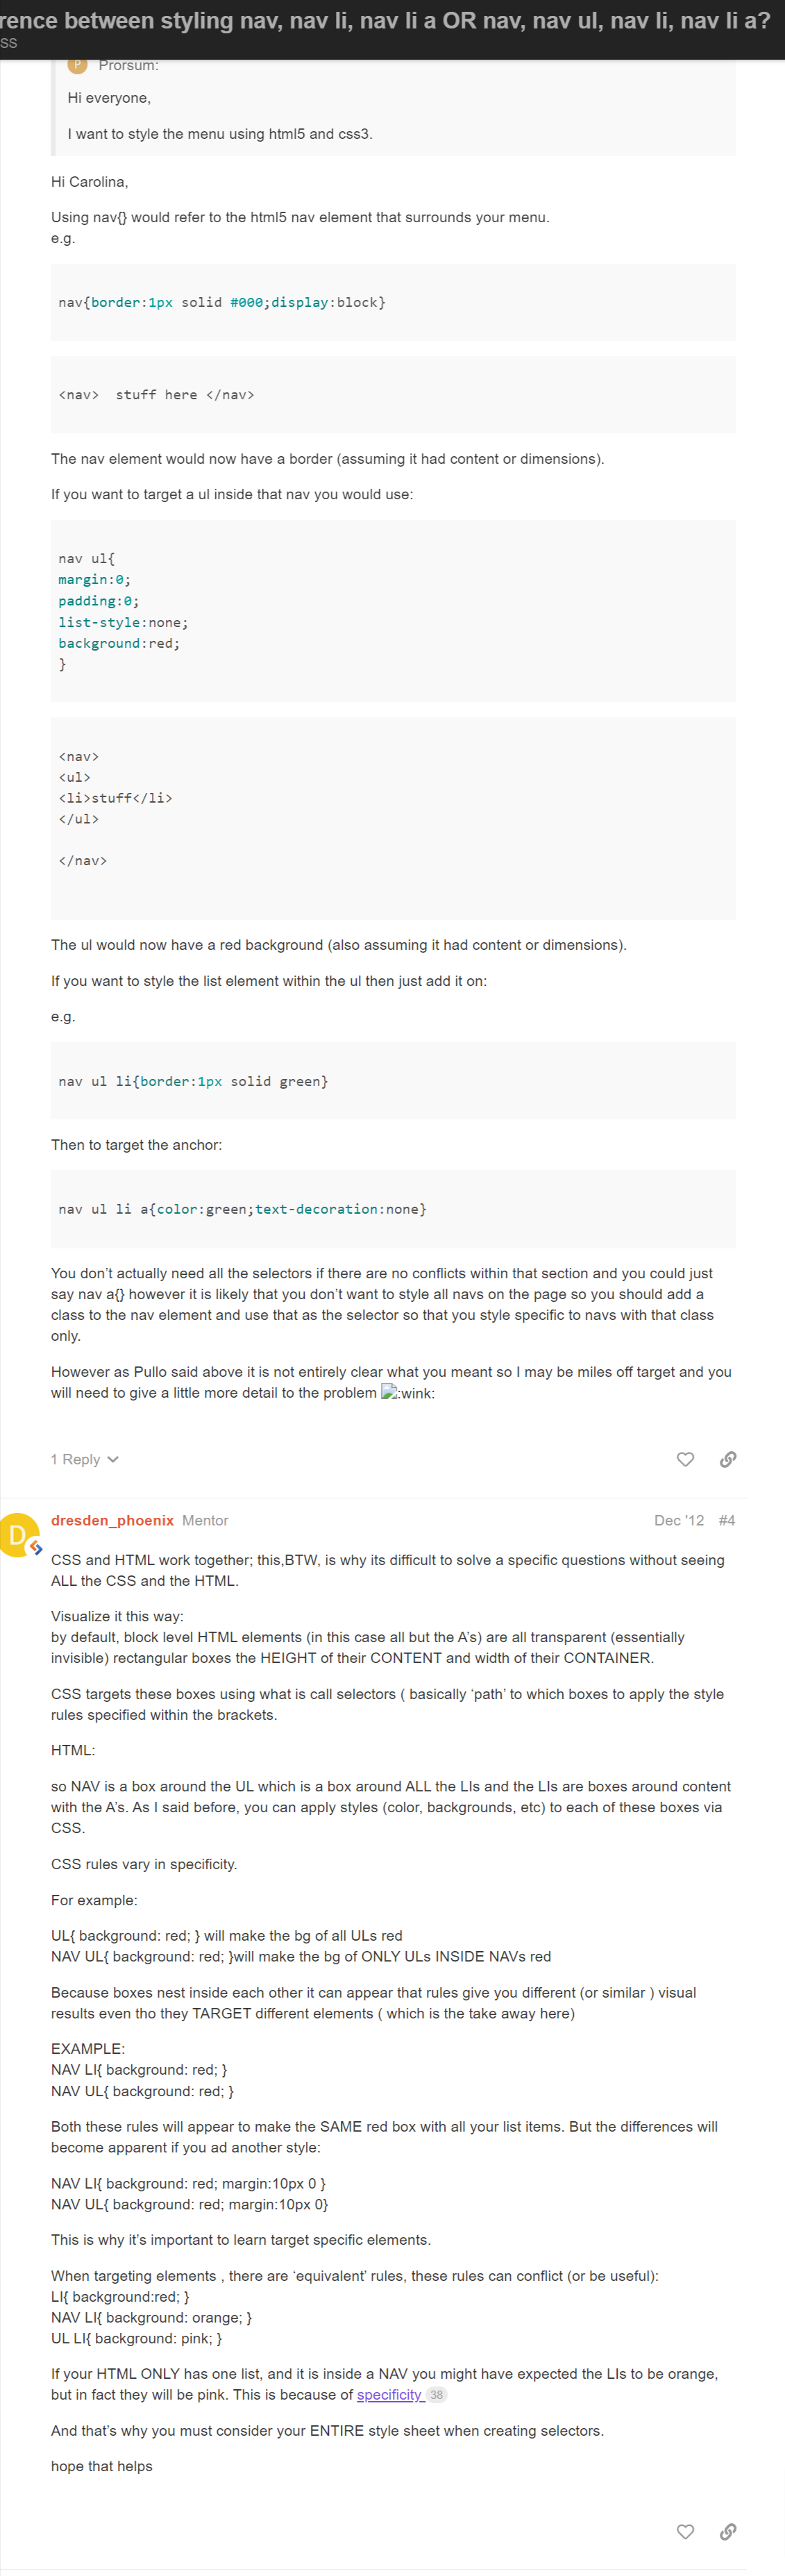 rence between styling nav, nav li, nav li a OR nav, nav ul, nav li, nav li a?
SS
P Prorsum:
Hi everyone,
I want to style the menu using html5 and css3.
Hi Carolina,
Using nav{} would refer to the html5 nav element that surrounds your menu.
e.g.
nav{border:1px solid #000;display:block}
<nav>  stuff here </nav>
The nav element would now have a border (assuming it had content or dimensions).
If you want to target a ul inside that nav you would use:
nav ul{
margin:0;
padding:0;
list-style:none;
background:red;
}
<nav>
<ul>
<li>stuff</li>
</ul>
</nav>
The ul would now have a red background (also assuming it had content or dimensions).
If you want to style the list element within the ul then just add it on:
e.g.
nav ul li{border:1px solid green}
Then to target the anchor:
nav ul li a{color:green;text-decoration:none}
You don’t actually need all the selectors if there are no conflicts within that section and you could just
say nav a{} however it is likely that you don’t want to style all navs on the page so you should add a
class to the nav element and use that as the selector so that you style specific to navs with that class
only.
However as Pullo said above it is not entirely clear what you meant so I may be miles off target and you
will need to give a little more detail to the problem :wink:
1 Reply
D dresden_phoenix Mentor Dec '12 #4
CSS and HTML work together; this,BTW, is why its difficult to solve a specific questions without seeing
ALL the CSS and the HTML.
Visualize it this way:
by default, block level HTML elements (in this case all but the A’s) are all transparent (essentially
invisible) rectangular boxes the HEIGHT of their CONTENT and width of their CONTAINER.
CSS targets these boxes using what is call selectors ( basically ‘path’ to which boxes to apply the style
rules specified within the brackets.
HTML:
so NAV is a box around the UL which is a box around ALL the LIs and the LIs are boxes around content
with the A’s. As I said before, you can apply styles (color, backgrounds, etc) to each of these boxes via
CSS.
CSS rules vary in specificity.
For example:
UL{ background: red; } will make the bg of all ULs red
NAV UL{ background: red; }will make the bg of ONLY ULs INSIDE NAVs red
Because boxes nest inside each other it can appear that rules give you different (or similar ) visual
results even tho they TARGET different elements ( which is the take away here)
EXAMPLE:
NAV LI{ background: red; }
NAV UL{ background: red; }
Both these rules will appear to make the SAME red box with all your list items. But the differences will
become apparent if you ad another style:
NAV LI{ background: red; margin:10px 0 }
NAV UL{ background: red; margin:10px 0}
This is why it’s important to learn target specific elements.
When targeting elements , there are ‘equivalent’ rules, these rules can conflict (or be useful):
LI{ background:red; }
NAV LI{ background: orange; }
UL LI{ background: pink; }
If your HTML ONLY has one list, and it is inside a NAV you might have expected the LIs to be orange,
but in fact they will be pink. This is because of specificity 38
And that’s why you must consider your ENTIRE style sheet when creating selectors.
hope that helps